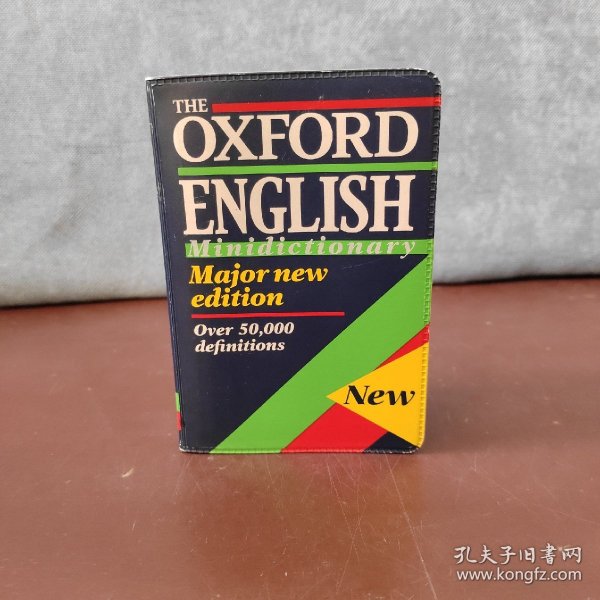 THE
OXFORD
ENGLISH
Minidictionary
Major new
edition
Over 50,000
definitions
New
孔夫子旧书网
www.kongfz.com